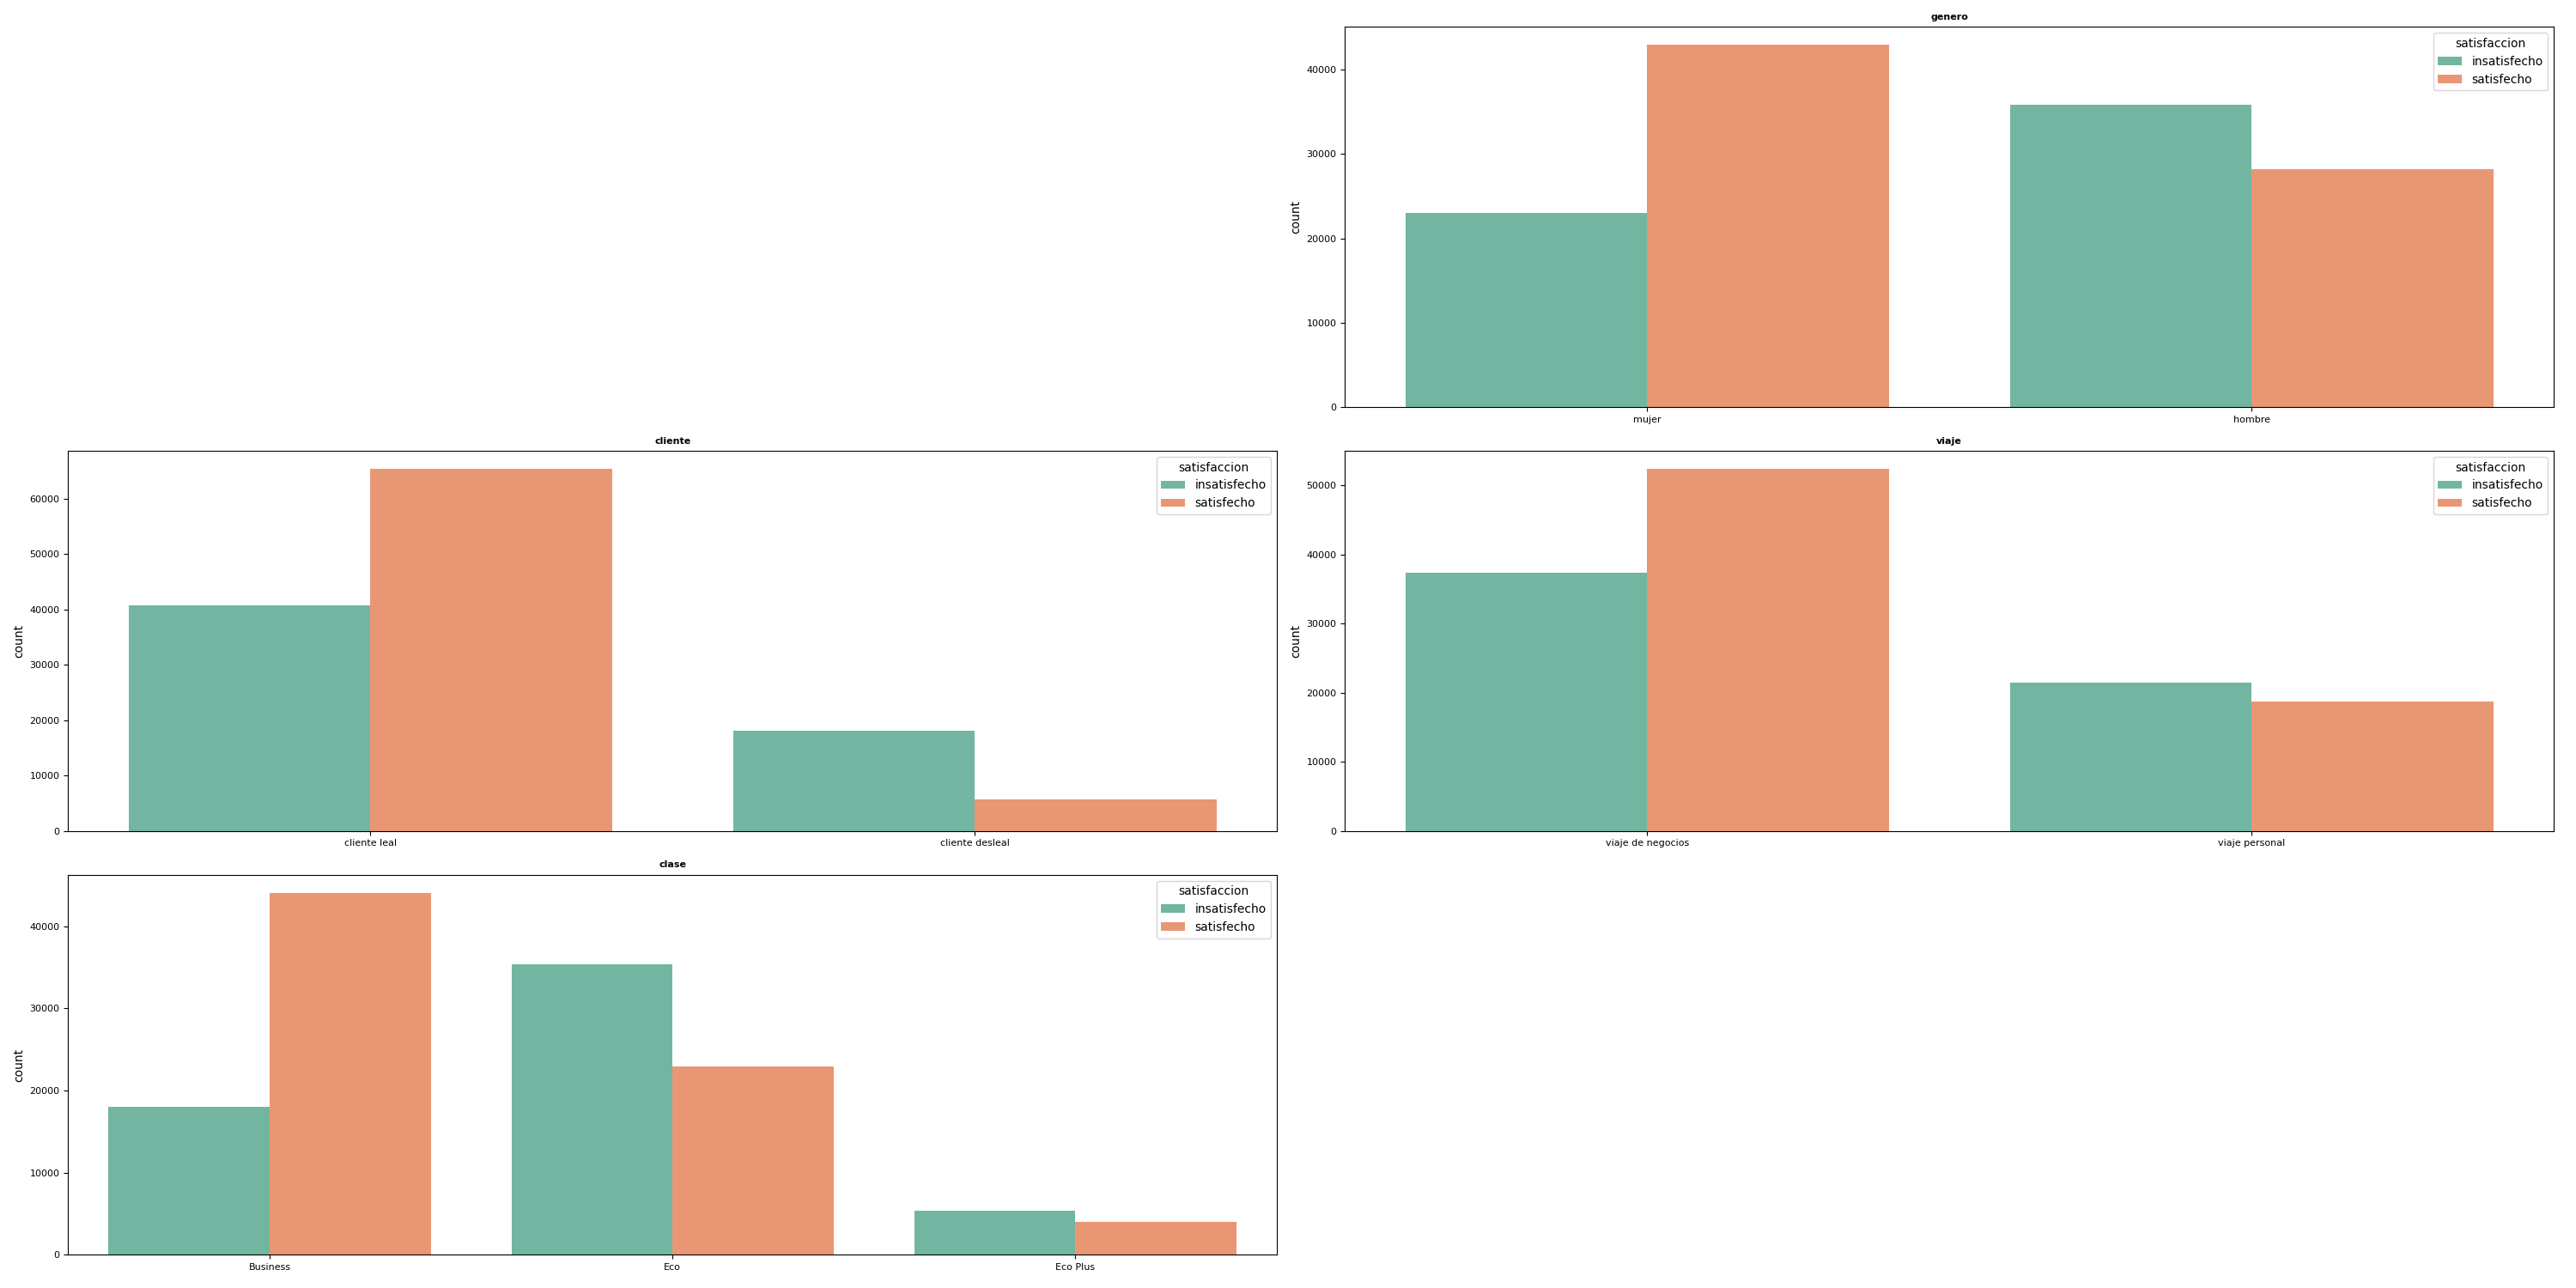 genero
satisfaccion
insatisfecho
satisfecho
count
40000
30000
20000
10000
0
mujer
hombre
cliente
satisfaccion
insatisfecho
satisfecho
count
60000
50000
40000
30000
20000
10000
0
cliente leal
cliente desleal
viaje
satisfaccion
insatisfecho
satisfecho
count
50000
40000
30000
20000
10000
0
viaje de negocios
viaje personal
clase
satisfaccion
insatisfecho
satisfecho
count
40000
30000
20000
10000
0
Business
Eco
Eco Plus